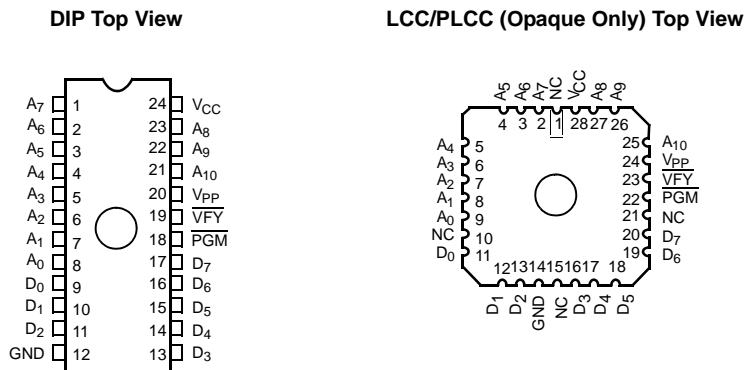 DIP Top View
A7 1 24 VCC
A6 2 23 A8
A5 3 22 A9
A4 4 21 A10
A3 5 20 VPP
A2 6 19 VFY
A1 7 18 PGM
A0 8 17 D7
D0 9 16 D6
D1 10 15 D5
D2 11 14 D4
GND 12 13 D3
LCC/PLCC (Opaque Only) Top View
A5 A6 A7 NC VCC A8 A9
4 3 2 1 28 27 26
A4 5 25 A10
A3 6 24 VPP
A2 7 23 VFY
A1 8 22 PGM
A0 9 21 NC
NC 10 20 D7
D0 11 19 D6
12 13 14 15 16 17 18
D1 D2 GND NC D3 D4 D5